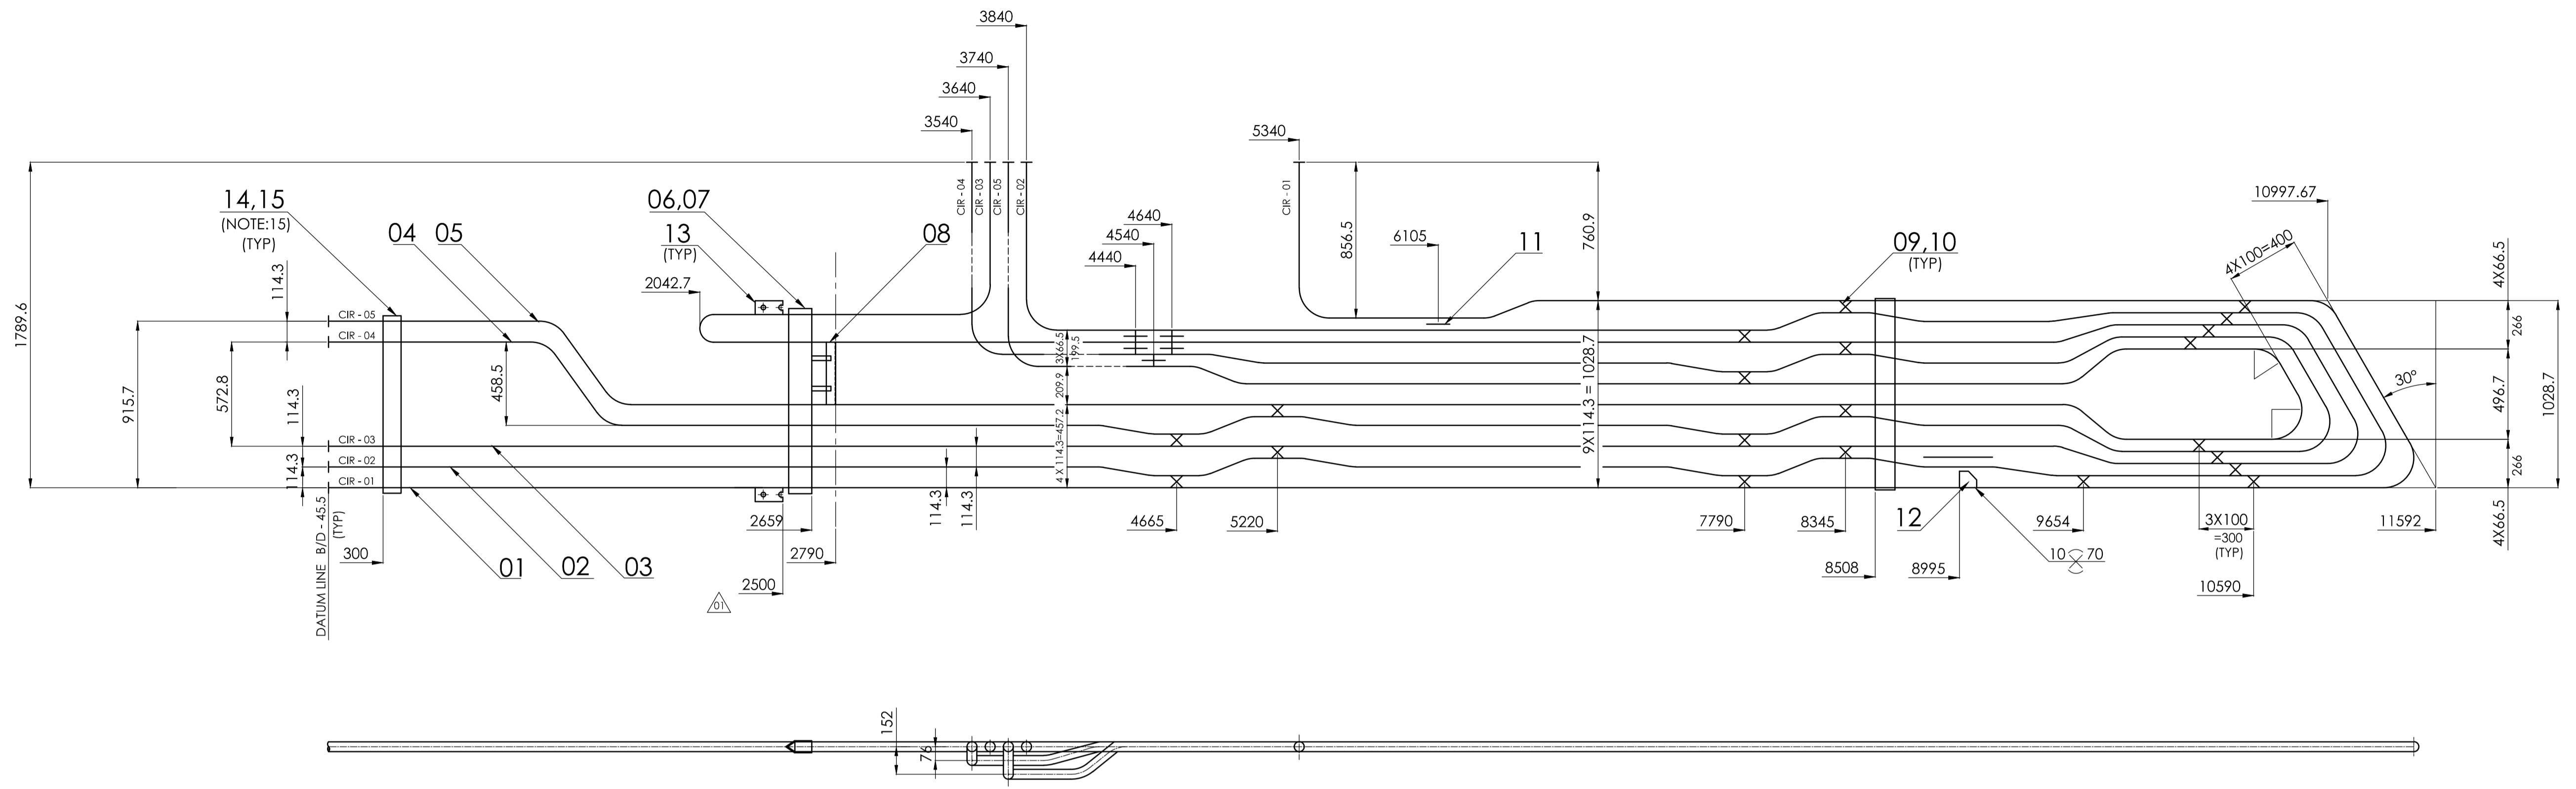 3840
3740
3640
3540
5340
14,15
(NOTE:15)
(TYP)
04
05
06,07
13
(TYP)
08
2042.7
CIR - 04
CIR - 03
CIR - 05
CIR - 02
CIR - 01
4640
4540
4440
856.5
6105
11
760.9
09,10
(TYP)
10997.67
4X100=400
4X66.5
266
114.3
1789.6
915.7
572.8
114.3
114.3
458.5
CIR - 05
CIR - 04
CIR - 03
CIR - 02
CIR - 01
3X66.5
199.5
209.9
4 X 114.3=457.2
9X114.3 = 1028.7
30°
496.7
1028.7
266
4X66.5
DATUM LINE B/D - 45.5
(TYP)
300
01
02
03
2659
2790
2500
01
114.3
114.3
4665
5220
7790
8345
8508
8995
12
10 70
9654
3X100
=300
(TYP)
10590
11592
152
76